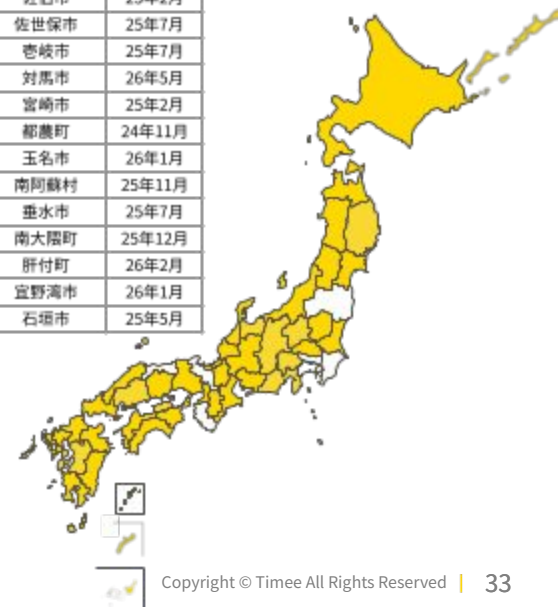 佐世保市 25年7月
壱岐市 25年7月
対馬市 26年5月
宮崎市 25年2月
都農町 24年11月
玉名市 26年1月
南阿蘇村 25年11月
垂水市 25年7月
南大隅町 25年12月
肝付町 26年2月
宜野湾市 26年1月
石垣市 25年5月
Copyright © Timee All Rights Reserved | 33